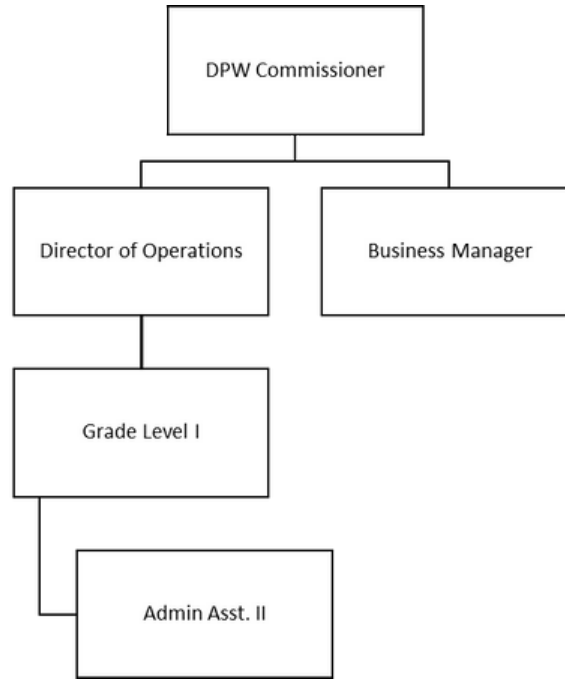 DPW Commissioner
Director of Operations
Business Manager
Grade Level I
Admin Asst. II